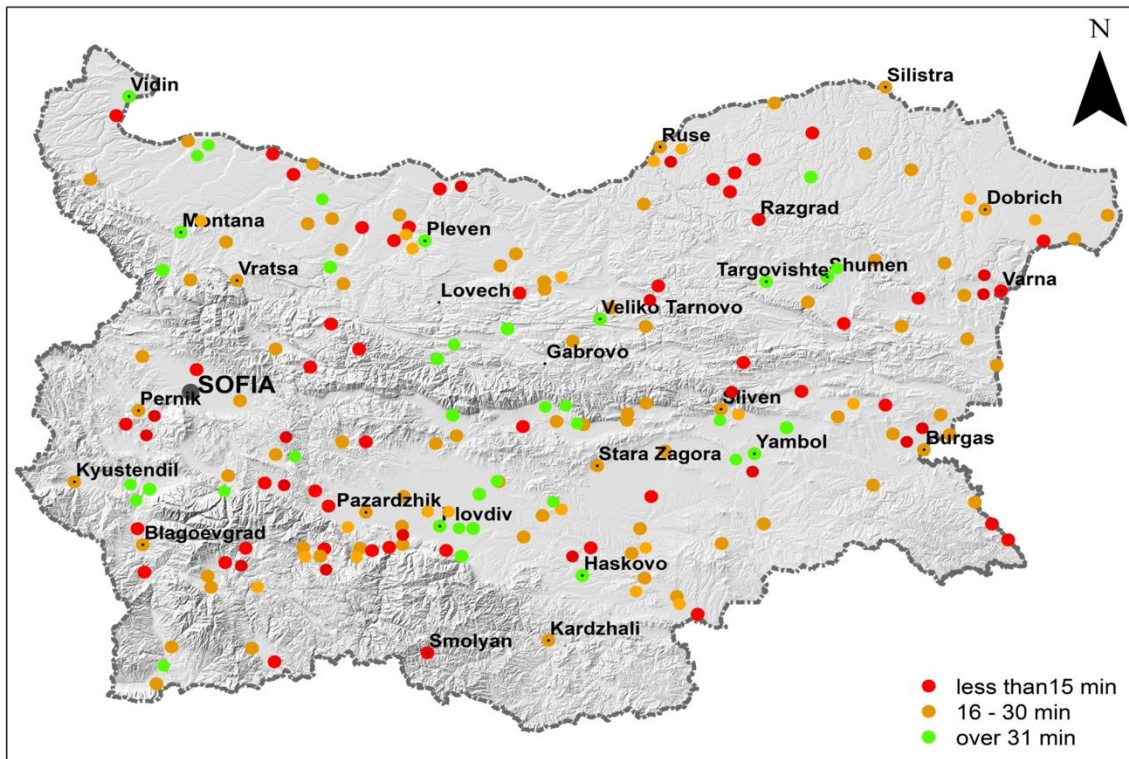 N
Vidin
Silistra
Ruse
Dobrich
Razgrad
Montana
Pleven
Targovishte
Shumen
Vratsa
Lovech
Varna
Veliko Tarnovo
Gabrovo
SOFIA
Pernik
Sliven
Burgas
Yambol
Stara Zagora
Kyustendil
Pazardzhik
lovdiv
Blagoevgrad
Haskovo
Kardzhali
Smolyan
less than15 min
16 - 30 min
over 31 min